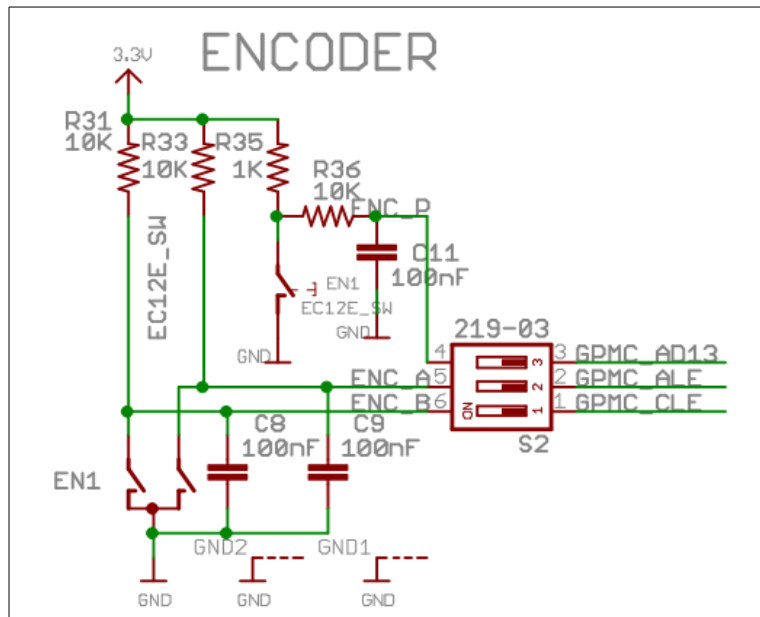 ENCODER
3.3V
R31
10K
R33
10K
R35
1K
R36
10K
ENC_P
EC12E_SW
C11
100nF
EN1
EC12E_SW
GND
GND
219-03
4
5
6
3
2
1
ON
3
2
1
GPMC_AD13
GPMC_ALE
GPMC_CLE
S2
ENC_A
ENC_B
C8
100nF
C9
100nF
EN1
GND2
GND1
GND
GND
GND